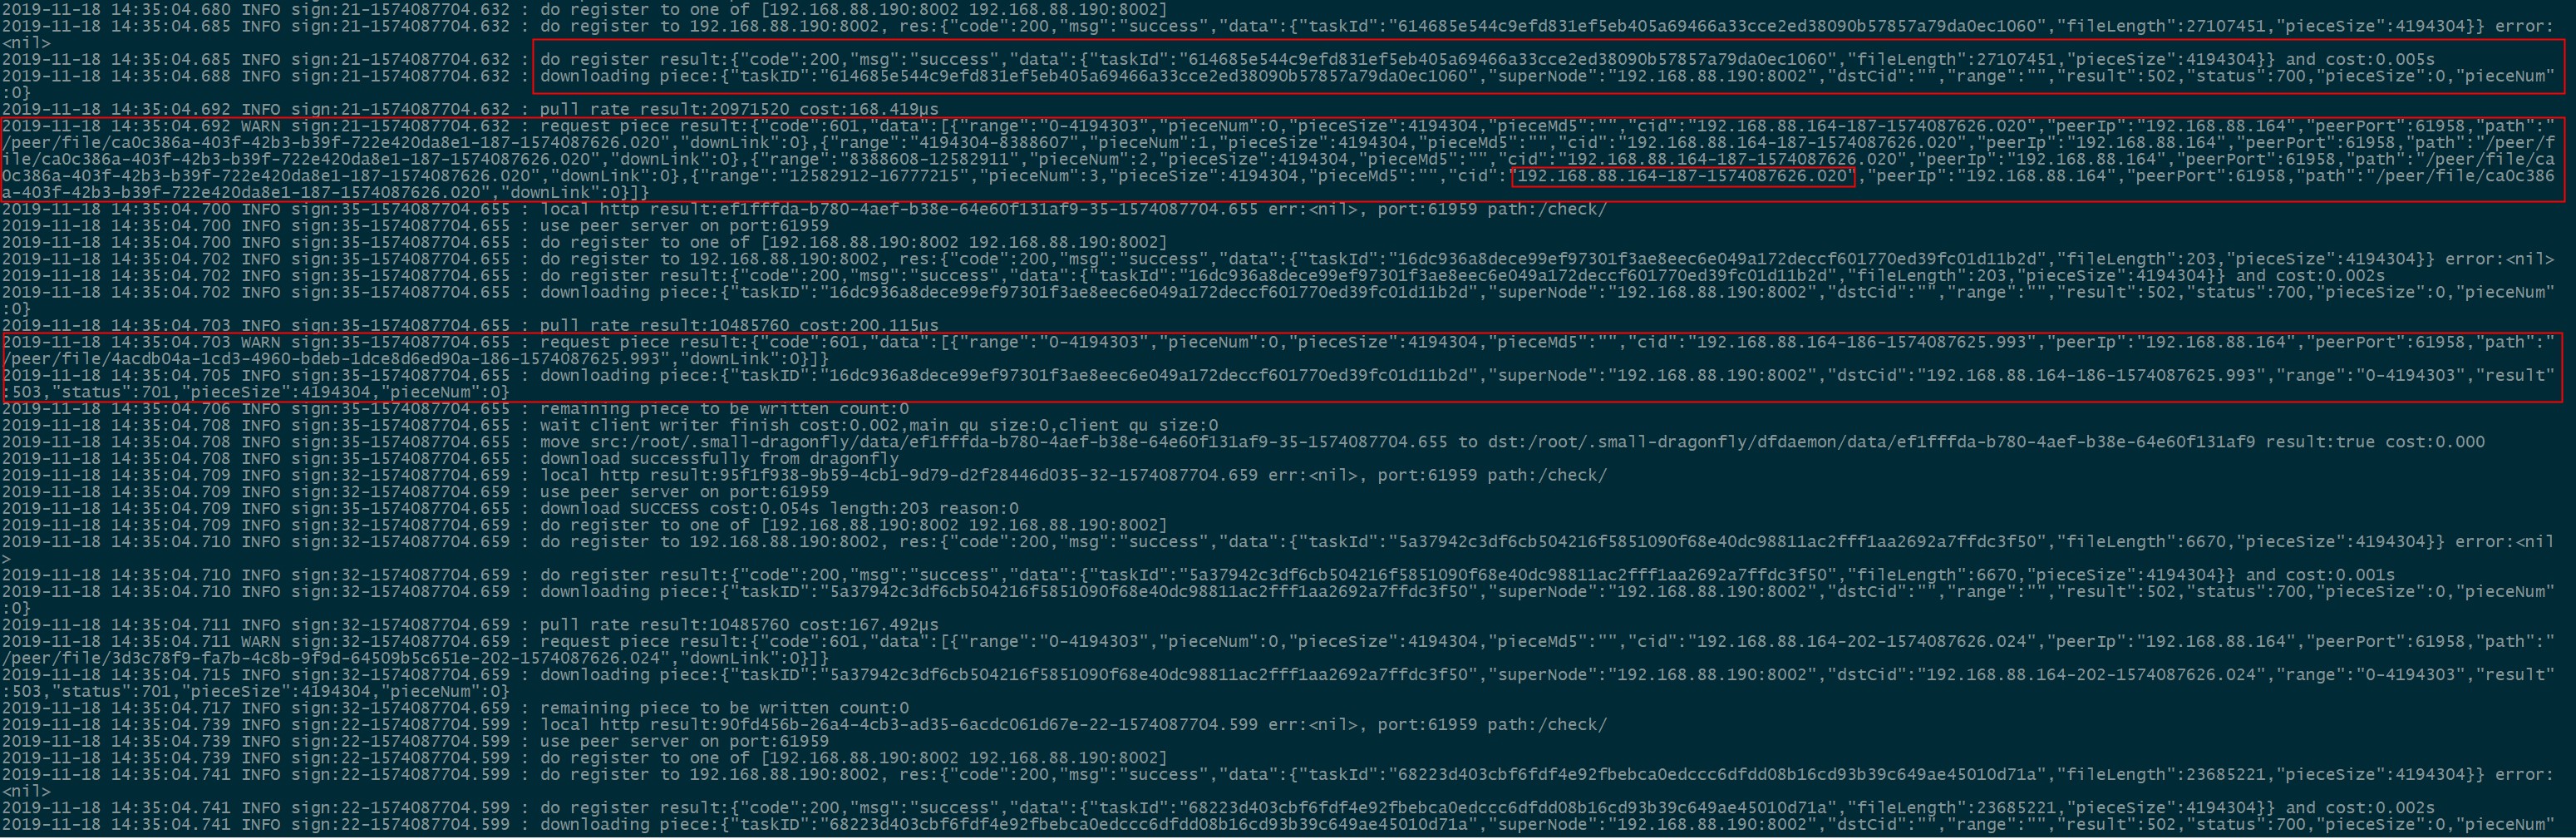 2019-11-18 14:35:04.680 INFO sign:21-1574087704.632 : do register to one of [192.168.88.190:8002 192.168.88.190:8002]
2019-11-18 14:35:04.685 INFO sign:21-1574087704.632 : do register to 192.168.88.190:8002, res:{"code":200,"msg":"success","data":{"taskId":"614685e544c9efd831ef5eb405a69466a33cce2ed38090b57857a79da0ec1060","fileLength":27107451,"pieceSize":4194304}} error:
<nil>
2019-11-18 14:35:04.685 INFO sign:21-1574087704.632 : do register result:{"code":200,"msg":"success","data":{"taskId":"614685e544c9efd831ef5eb405a69466a33cce2ed38090b57857a79da0ec1060","fileLength":27107451,"pieceSize":4194304}} and cost:0.005s
2019-11-18 14:35:04.688 INFO sign:21-1574087704.632 : downloading piece:{"taskID":"614685e544c9efd831ef5eb405a69466a33cce2ed38090b57857a79da0ec1060","superNode":"192.168.88.190:8002","dstCid":"","range":"","result":502,"status":700,"pieceSize":0,"pieceNum"
:0}
2019-11-18 14:35:04.692 INFO sign:21-1574087704.632 : pull rate result:20971520 cost:168.419µs
2019-11-18 14:35:04.692 WARN sign:21-1574087704.632 : request piece result:{"code":601,"data":[{"range":"0-4194303","pieceNum":0,"pieceSize":4194304,"pieceMd5":"","cid":"192.168.88.164-187-1574087626.020","peerIp":"192.168.88.164","peerPort":61958,"path":"
/peer/file/ca0c386a-403f-42b3-b39f-722e420da8e1-187-1574087626.020","downLink":0},{"range":"4194304-8388607","pieceNum":1,"pieceSize":4194304,"pieceMd5":"","cid":"192.168.88.164-187-1574087626.020","peerIp":"192.168.88.164","peerPort":61958,"path":"/peer/f
ile/ca0c386a-403f-42b3-b39f-722e420da8e1-187-1574087626.020","downLink":0},{"range":"8388608-12582911","pieceNum":2,"pieceSize":4194304,"pieceMd5":"","cid":"192.168.88.164-187-1574087626.020","peerIp":"192.168.88.164","peerPort":61958,"path":"/peer/file/ca
0c386a-403f-42b3-b39f-722e420da8e1-187-1574087626.020","downLink":0},{"range":"12582912-16777215","pieceNum":3,"pieceSize":4194304,"pieceMd5":"","cid":"192.168.88.164-187-1574087626.020","peerIp":"192.168.88.164","peerPort":61958,"path":"/peer/file/ca0c386
a-403f-42b3-b39f-722e420da8e1-187-1574087626.020","downLink":0}]}
2019-11-18 14:35:04.700 INFO sign:35-1574087704.655 : local http result:ef1fffda-b780-4aef-b38e-64e60f131af9-35-1574087704.655 err:<nil>, port:61959 path:/check/
2019-11-18 14:35:04.700 INFO sign:35-1574087704.655 : use peer server on port:61959
2019-11-18 14:35:04.700 INFO sign:35-1574087704.655 : do register to one of [192.168.88.190:8002 192.168.88.190:8002]
2019-11-18 14:35:04.702 INFO sign:35-1574087704.655 : do register to 192.168.88.190:8002, res:{"code":200,"msg":"success","data":{"taskId":"16dc936a8dece99ef97301f3ae8eec6e049a172deccf601770ed39fc01d11b2d","fileLength":203,"pieceSize":4194304}} error:<nil>
2019-11-18 14:35:04.702 INFO sign:35-1574087704.655 : do register result:{"code":200,"msg":"success","data":{"taskId":"16dc936a8dece99ef97301f3ae8eec6e049a172deccf601770ed39fc01d11b2d","fileLength":203,"pieceSize":4194304}} and cost:0.002s
2019-11-18 14:35:04.702 INFO sign:35-1574087704.655 : downloading piece:{"taskID":"16dc936a8dece99ef97301f3ae8eec6e049a172deccf601770ed39fc01d11b2d","superNode":"192.168.88.190:8002","dstCid":"","range":"","result":502,"status":700,"pieceSize":0,"pieceNum"
:0}
2019-11-18 14:35:04.703 INFO sign:35-1574087704.655 : pull rate result:10485760 cost:200.115µs
2019-11-18 14:35:04.703 WARN sign:35-1574087704.655 : request piece result:{"code":601,"data":[{"range":"0-4194303","pieceNum":0,"pieceSize":4194304,"pieceMd5":"","cid":"192.168.88.164-186-1574087625.993","peerIp":"192.168.88.164","peerPort":61958,"path":"
/peer/file/4acdb04a-1cd3-4960-bdeb-1dce8d6ed90a-186-1574087625.993","downLink":0}]}
2019-11-18 14:35:04.705 INFO sign:35-1574087704.655 : downloading piece:{"taskID":"16dc936a8dece99ef97301f3ae8eec6e049a172deccf601770ed39fc01d11b2d","superNode":"192.168.88.190:8002","dstCid":"192.168.88.164-186-1574087625.993","range":"0-4194303","result"
:503,"status":701,"pieceSize":4194304,"pieceNum":0}
2019-11-18 14:35:04.706 INFO sign:35-1574087704.655 : remaining piece to be written count:0
2019-11-18 14:35:04.708 INFO sign:35-1574087704.655 : wait client writer finish cost:0.002,main qu size:0,client qu size:0
2019-11-18 14:35:04.708 INFO sign:35-1574087704.655 : move src:/root/.small-dragonfly/data/ef1fffda-b780-4aef-b38e-64e60f131af9-35-1574087704.655 to dst:/root/.small-dragonfly/dfdaemon/data/ef1fffda-b780-4aef-b38e-64e60f131af9 result:true cost:0.000
2019-11-18 14:35:04.708 INFO sign:35-1574087704.655 : download successfully from dragonfly
2019-11-18 14:35:04.709 INFO sign:32-1574087704.659 : local http result:95f1f938-9b59-4cb1-9d79-d2f28446d035-32-1574087704.659 err:<nil>, port:61959 path:/check/
2019-11-18 14:35:04.709 INFO sign:32-1574087704.659 : use peer server on port:61959
2019-11-18 14:35:04.709 INFO sign:35-1574087704.655 : download SUCCESS cost:0.054s length:203 reason:0
2019-11-18 14:35:04.709 INFO sign:32-1574087704.659 : do register to one of [192.168.88.190:8002 192.168.88.190:8002]
2019-11-18 14:35:04.710 INFO sign:32-1574087704.659 : do register to 192.168.88.190:8002, res:{"code":200,"msg":"success","data":{"taskId":"5a37942c3df6cb504216f5851090f68e40dc98811ac2fff1aa2692a7ffdc3f50","fileLength":6670,"pieceSize":4194304}} error:<nil
>
2019-11-18 14:35:04.710 INFO sign:32-1574087704.659 : do register result:{"code":200,"msg":"success","data":{"taskId":"5a37942c3df6cb504216f5851090f68e40dc98811ac2fff1aa2692a7ffdc3f50","fileLength":6670,"pieceSize":4194304}} and cost:0.001s
2019-11-18 14:35:04.710 INFO sign:32-1574087704.659 : downloading piece:{"taskID":"5a37942c3df6cb504216f5851090f68e40dc98811ac2fff1aa2692a7ffdc3f50","superNode":"192.168.88.190:8002","dstCid":"","range":"","result":502,"status":700,"pieceSize":0,"pieceNum"
:0}
2019-11-18 14:35:04.711 INFO sign:32-1574087704.659 : pull rate result:10485760 cost:167.492µs
2019-11-18 14:35:04.711 WARN sign:32-1574087704.659 : request piece result:{"code":601,"data":[{"range":"0-4194303","pieceNum":0,"pieceSize":4194304,"pieceMd5":"","cid":"192.168.88.164-202-1574087626.024","peerIp":"192.168.88.164","peerPort":61958,"path":"
/peer/file/3d3c78f9-fa7b-4c8b-9f9d-64509b5c651e-202-1574087626.024","downLink":0}]}
2019-11-18 14:35:04.715 INFO sign:32-1574087704.659 : downloading piece:{"taskID":"5a37942c3df6cb504216f5851090f68e40dc98811ac2fff1aa2692a7ffdc3f50","superNode":"192.168.88.190:8002","dstCid":"192.168.88.164-202-1574087626.024","range":"0-4194303","result"
:503,"status":701,"pieceSize":4194304,"pieceNum":0}
2019-11-18 14:35:04.717 INFO sign:32-1574087704.659 : remaining piece to be written count:0
2019-11-18 14:35:04.739 INFO sign:22-1574087704.599 : local http result:90fd456b-26a4-4cb3-ad35-6acdc061d67e-22-1574087704.599 err:<nil>, port:61959 path:/check/
2019-11-18 14:35:04.739 INFO sign:22-1574087704.599 : use peer server on port:61959
2019-11-18 14:35:04.739 INFO sign:22-1574087704.599 : do register to one of [192.168.88.190:8002 192.168.88.190:8002]
2019-11-18 14:35:04.741 INFO sign:22-1574087704.599 : do register to 192.168.88.190:8002, res:{"code":200,"msg":"success","data":{"taskId":"68223d403cbf6fdf4e92fbebca0edccc6dfdd08b16cd93b39c649ae45010d71a","fileLength":23685221,"pieceSize":4194304}} error:
<nil>
2019-11-18 14:35:04.741 INFO sign:22-1574087704.599 : do register result:{"code":200,"msg":"success","data":{"taskId":"68223d403cbf6fdf4e92fbebca0edccc6dfdd08b16cd93b39c649ae45010d71a","fileLength":23685221,"pieceSize":4194304}} and cost:0.002s
2019-11-18 14:35:04.741 INFO sign:22-1574087704.599 : downloading piece:{"taskID":"68223d403cbf6fdf4e92fbebca0edccc6dfdd08b16cd93b39c649ae45010d71a","superNode":"192.168.88.190:8002","dstCid":"","range":"","result":502,"status":700,"pieceSize":0,"pieceNum"